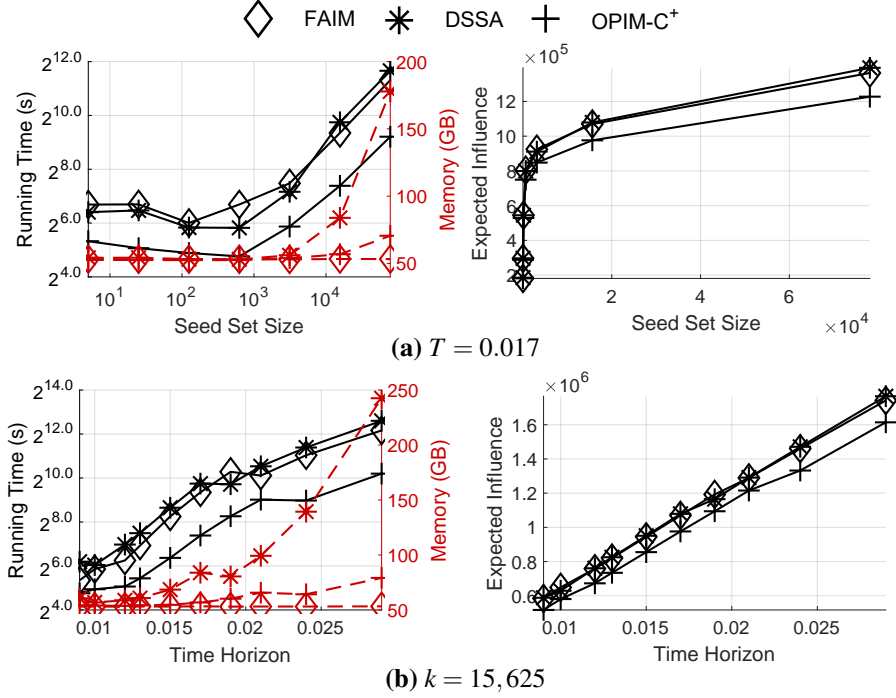 FAIM DSSA OPIM-C⁺
2^12.0
2^10.0
2^8.0
2^6.0
2^4.0
Running Time (s)
10^1 10^2 10^3 10^4
Seed Set Size
200
150
100
50
Memory (GB)
×10^5
12
10
8
6
4
2
Expected Influence
0 2 4 6
×10^4
Seed Set Size
(a) T = 0.017
2^14.0
2^12.0
2^10.0
2^8.0
2^6.0
2^4.0
Running Time (s)
0.01 0.015 0.02 0.025
Time Horizon
250
200
150
100
50
Memory (GB)
×10^6
1.6
1.4
1.2
1
0.8
0.6
Expected Influence
0.01 0.015 0.02 0.025
Time Horizon
(b) k = 15,625